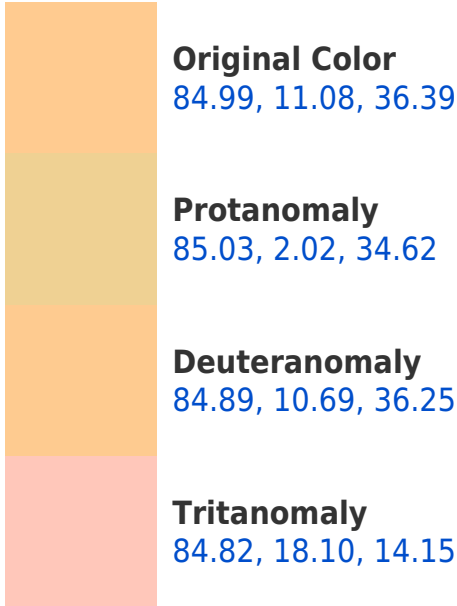 Original Color
84.99, 11.08, 36.39
Protanomaly
85.03, 2.02, 34.62
Deuteranomaly
84.89, 10.69, 36.25
Tritanomaly
84.82, 18.10, 14.15